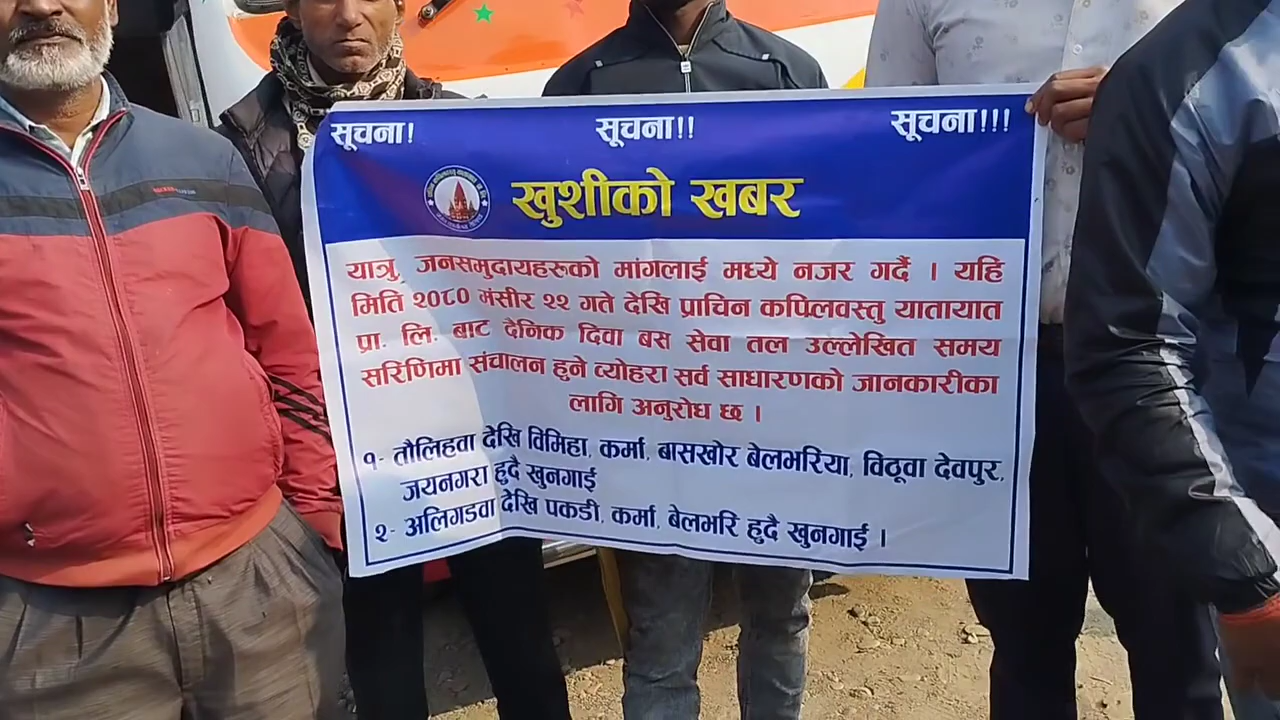 सूचना! सूचना!! सूचना!!!
खुशीको खबर
यात्रु, जनसमुदायहरुको मांगलाई मध्ये नजर गर्दै । यहि
मिति २०८० मंसीर २२ गते देखि प्राचिन कपिलवस्तु यातायात
प्रा. लि. बाट दैनिक दिवा बस सेवा तल उल्लेखित समय
सरिणिमा संचालन हुने व्योहरा सर्व साधारणको जानकारीका
लागि अनुरोध छ ।
१- तौलिहवा देखि विमिहा, कर्मा, बासखोर बेलभरिया, विठूवा देवपुर,
जयनगरा हुदै खुनगाई
२- अलिगडवा देखि पकडी, कर्मा, बेलभरि हुदै खुनगाई ।